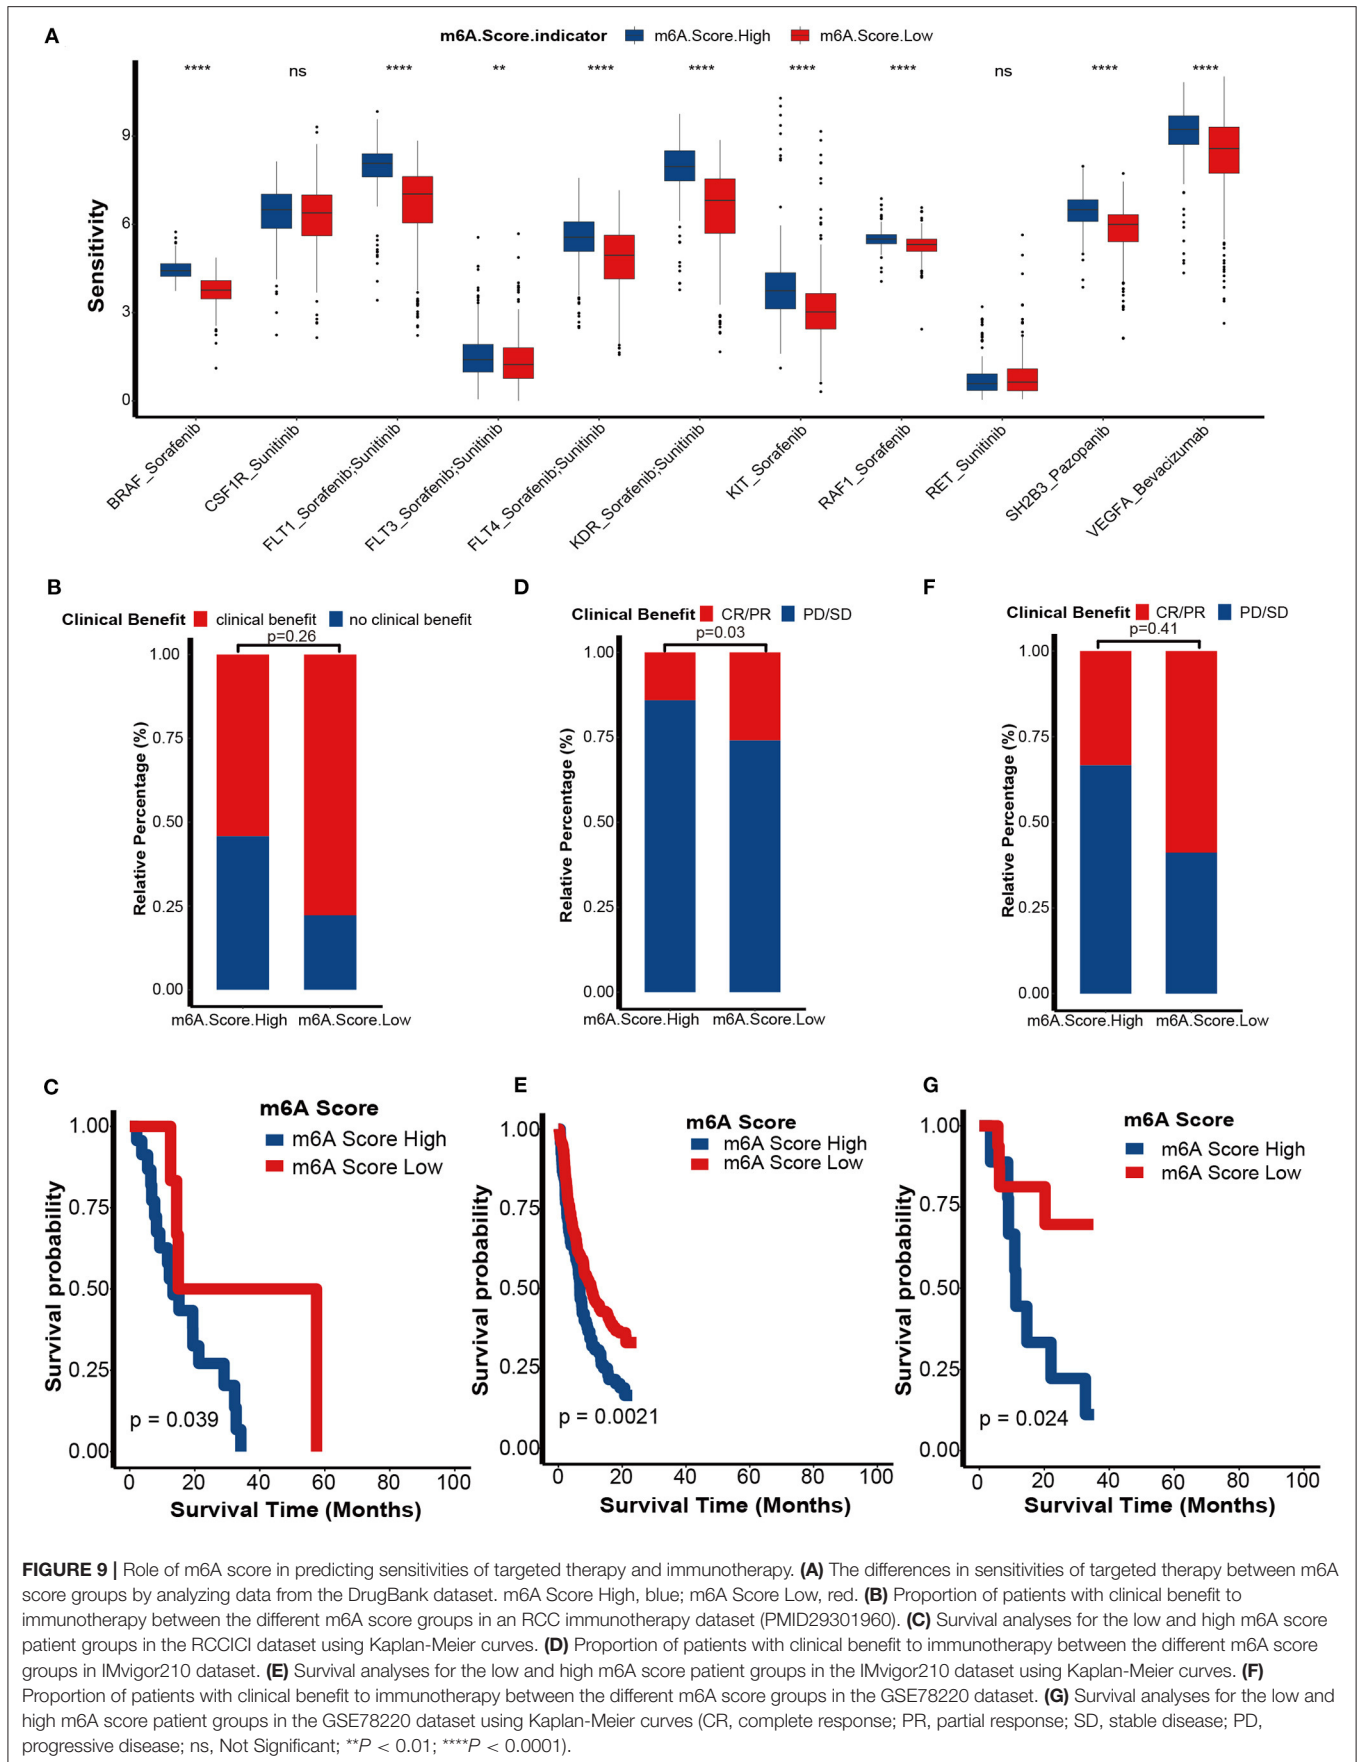 A
m6A.Score.indicator m6A.Score.High m6A.Score.Low
**** ns **** ** **** **** **** **** ns **** ****
9
6
3
0
Sensitivity
BRAF_Sorafenib
CSF1R_Sunitinib
FLT1_Sorafenib;Sunitinib
FLT3_Sorafenib;Sunitinib
FLT4_Sorafenib;Sunitinib
KDR_Sorafenib;Sunitinib
KIT_Sorafenib
RAF1_Sorafenib
RET_Sunitinib
SH2B3_Pazopanib
VEGFA_Bevacizumab
B
Clinical Benefit clinical benefit no clinical benefit
p=0.26
1.00
0.75
0.50
0.25
0.00
Relative Percentage (%)
m6A.Score.High m6A.Score.Low
D
Clinical Benefit CR/PR PD/SD
p=0.03
1.00
0.75
0.50
0.25
0.00
Relative Percentage (%)
m6A.Score.High m6A.Score.Low
F
Clinical Benefit CR/PR PD/SD
p=0.41
1.00
0.75
0.50
0.25
0.00
Relative Percentage (%)
m6A.Score.High m6A.Score.Low
C
m6A Score
m6A Score High
m6A Score Low
1.00
0.75
0.50
0.25
0.00
Survival probability
p = 0.039
0 20 40 60 80 100
Survival Time (Months)
E
m6A Score
m6A Score High
m6A Score Low
1.00
0.75
0.50
0.25
0.00
Survival probability
p = 0.0021
0 20 40 60 80 100
Survival Time (Months)
G
m6A Score
m6A Score High
m6A Score Low
1.00
0.75
0.50
0.25
0.00
Survival probability
p = 0.024
0 20 40 60 80 100
Survival Time (Months)
FIGURE 9 | Role of m6A score in predicting sensitivities of targeted therapy and immunotherapy. (A) The differences in sensitivities of targeted therapy between m6A
score groups by analyzing data from the DrugBank dataset. m6A Score High, blue; m6A Score Low, red. (B) Proportion of patients with clinical benefit to
immunotherapy between the different m6A score groups in an RCC immunotherapy dataset (PMID29301960). (C) Survival analyses for the low and high m6A score
patient groups in the RCCICI dataset using Kaplan-Meier curves. (D) Proportion of patients with clinical benefit to immunotherapy between the different m6A score
groups in IMvigor210 dataset. (E) Survival analyses for the low and high m6A score patient groups in the IMvigor210 dataset using Kaplan-Meier curves. (F)
Proportion of patients with clinical benefit to immunotherapy between the different m6A score groups in the GSE78220 dataset. (G) Survival analyses for the low and
high m6A score patient groups in the GSE78220 dataset using Kaplan-Meier curves (CR, complete response; PR, partial response; SD, stable disease; PD,
progressive disease; ns, Not Significant; **P < 0.01; ****P < 0.0001).